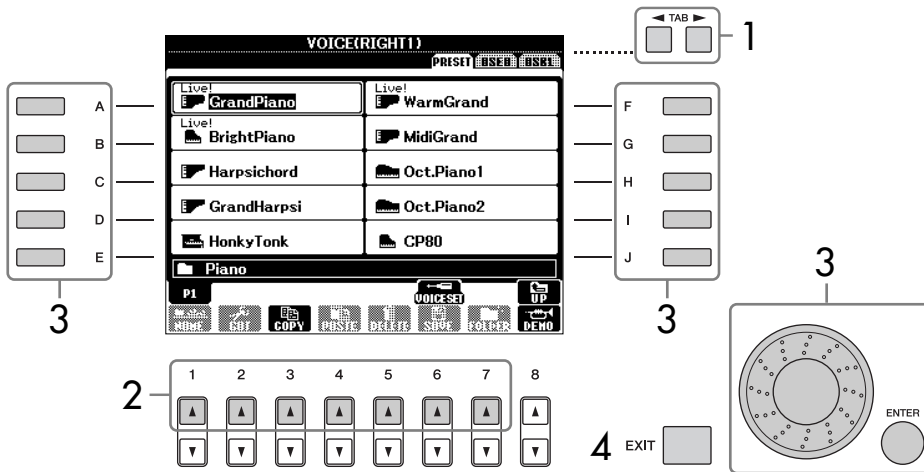 ◄ TAB ►
1
VOICE(RIGHT1)
PRESET USER USB1
Live!
GrandPiano
Live!
WarmGrand
A
F
Live!
BrightPiano
MidiGrand
B
G
Harpsichord
Oct.Piano1
C
H
GrandHarpsi
Oct.Piano2
D
I
HonkyTonk
CP80
E
J
Piano
3
3
3
P1
VOICESET
UP
NAME CUT COPY PASTE DELETE SAVE FOLDER DEMO
2
1 2 3 4 5 6 7 8
4 EXIT
ENTER